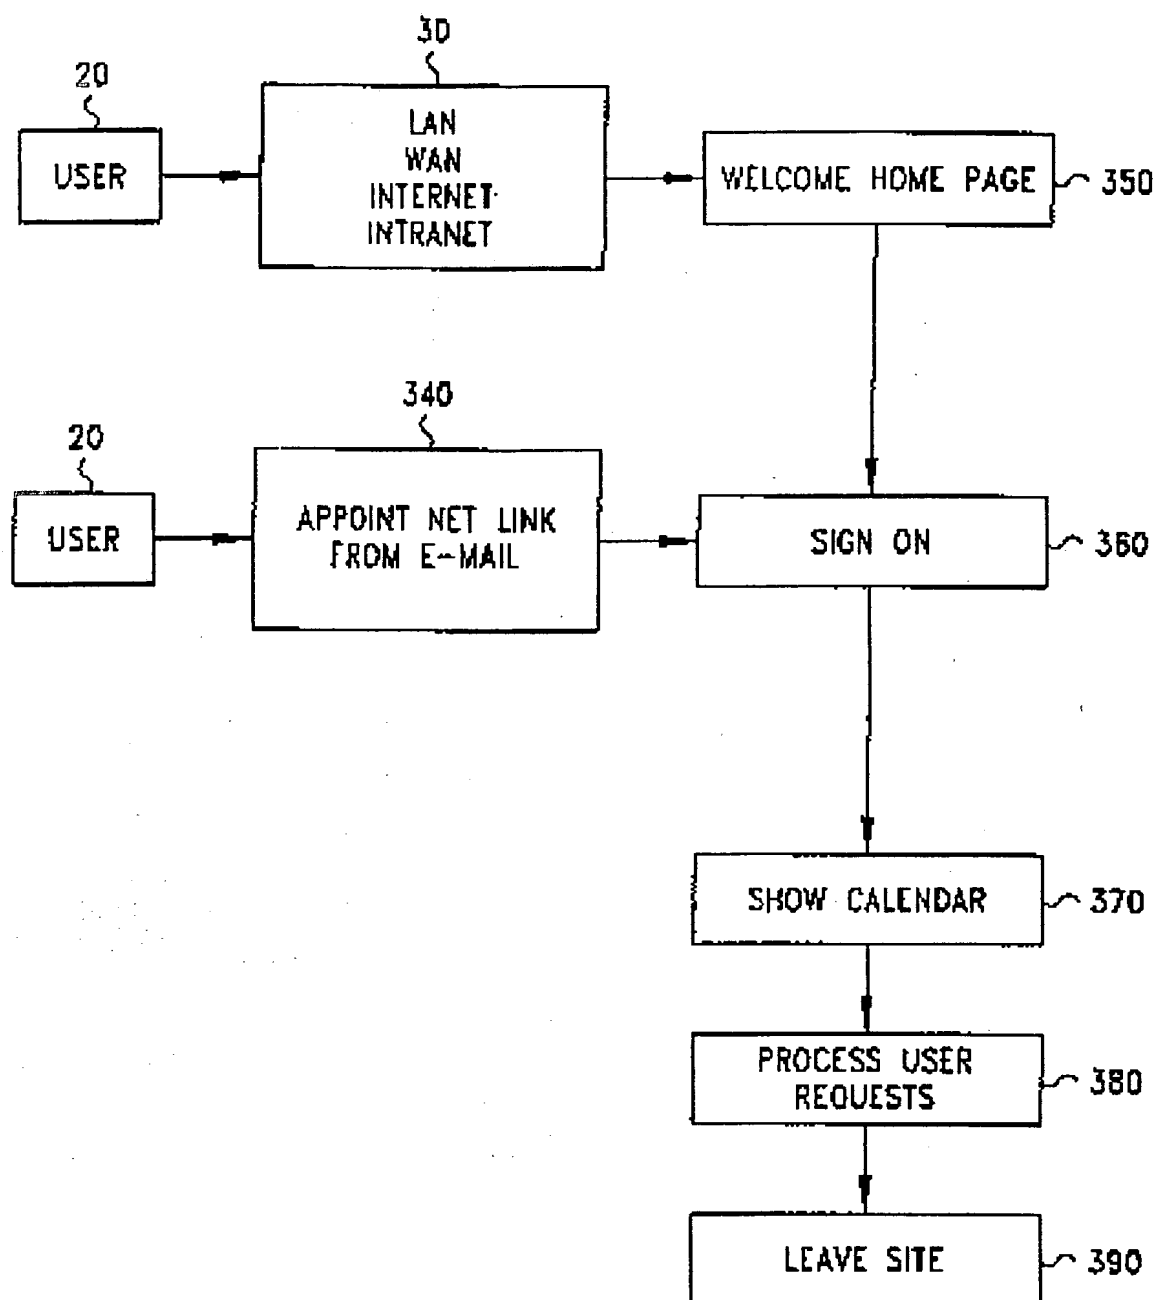 30
20
USER
LAN
WAN
INTERNET
INTRANET
WELCOME HOME PAGE
350
340
20
USER
APPOINT NET LINK
FROM E-MAIL
SIGN ON
360
SHOW CALENDAR
370
PROCESS USER
REQUESTS
380
LEAVE SITE
390